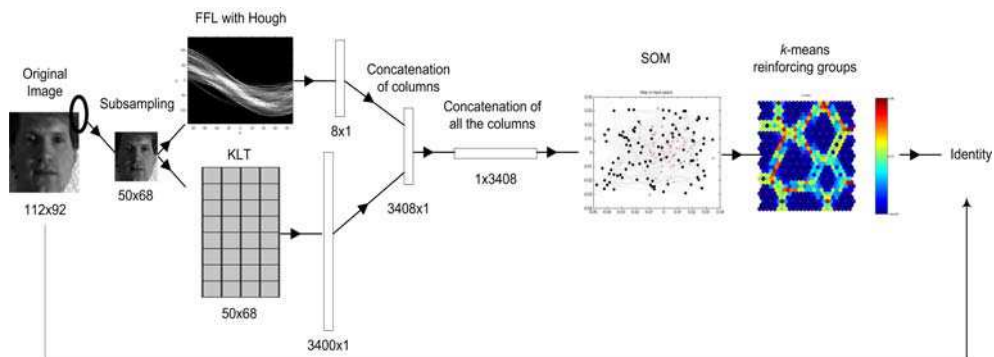 FFL with Hough
Original
Image
Subsampling
Concatenation
of columns
SOM
k-means
reinforcing groups
Concatenation of
all the columns
8x1
KLT
Identity
50x68
1x3408
112x92
3408x1
50x68
3400x1